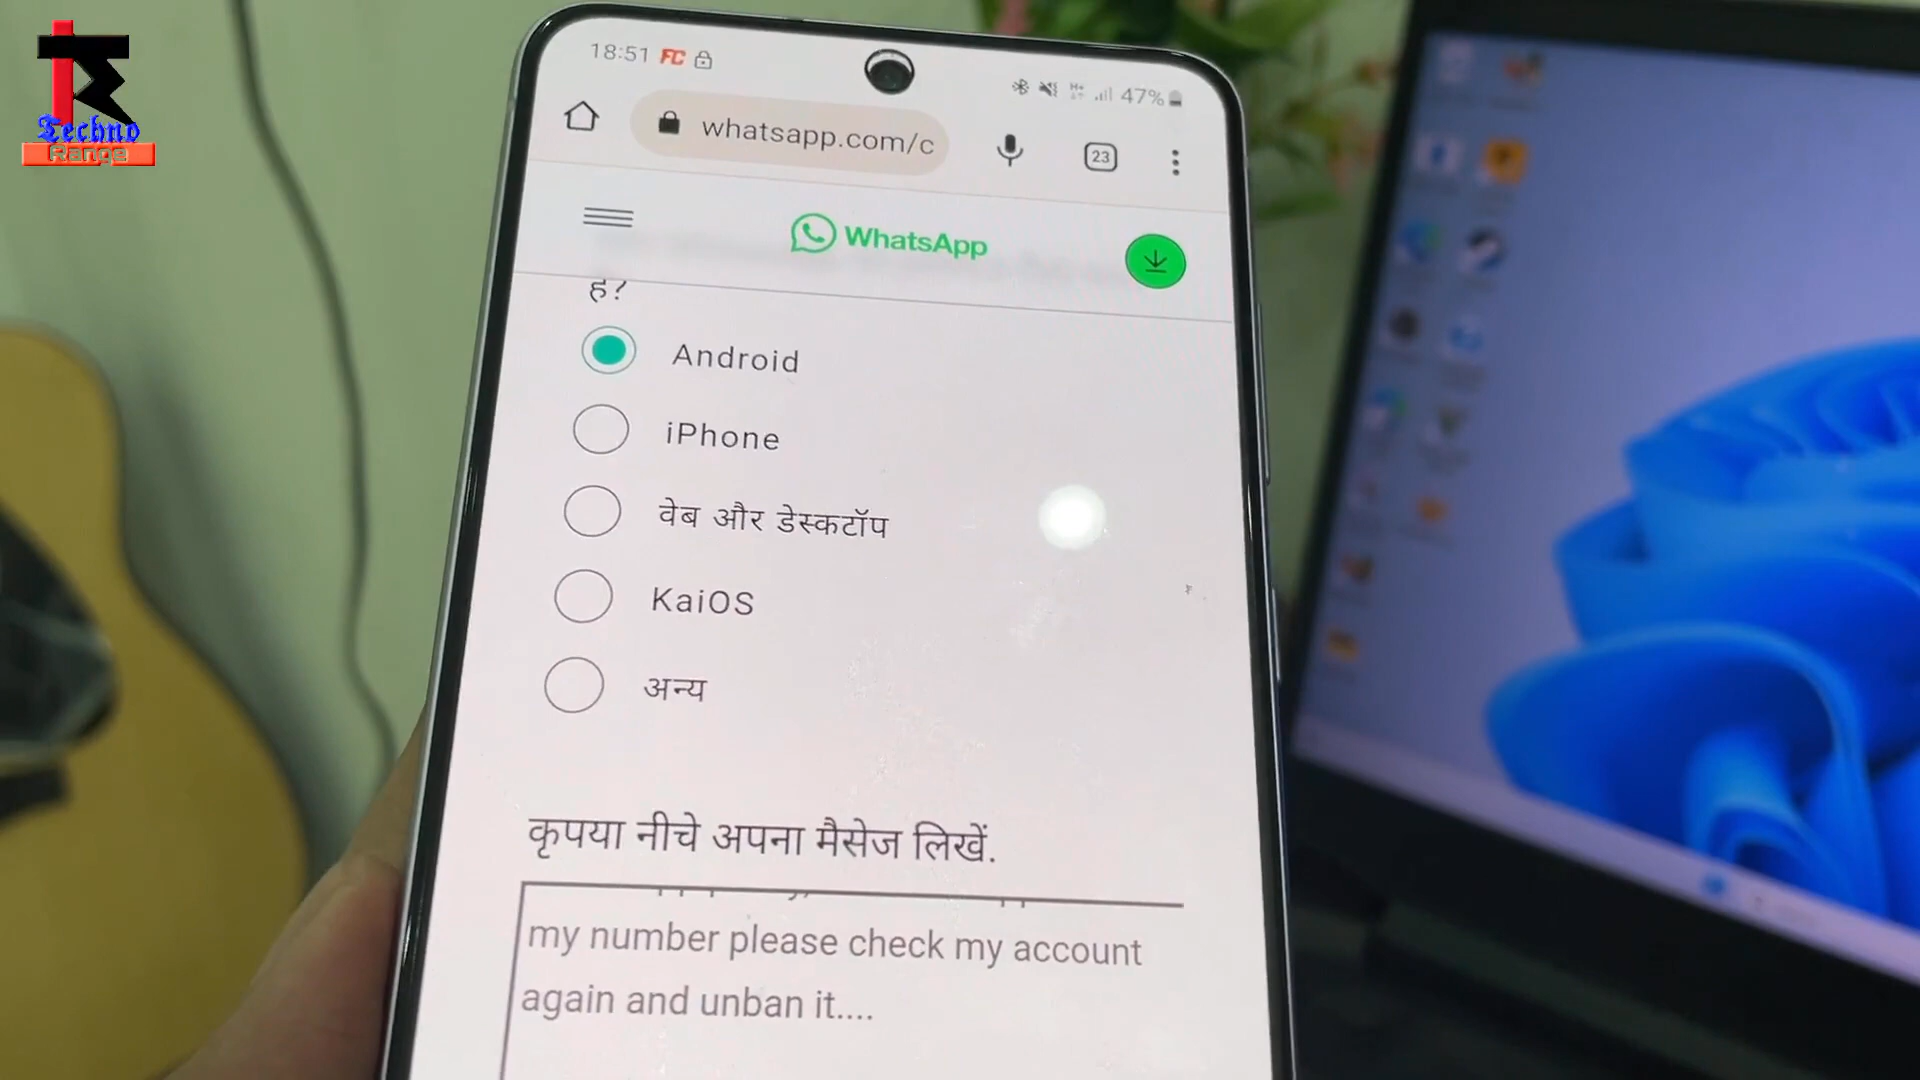 Techno
Range
18:51 FC
47%
whatsapp.com/c
23
WhatsApp
ह?
Android
iPhone
वेब और डेस्कटॉप
KaiOS
अन्य
कृपया नीचे अपना मैसेज लिखें.
my number please check my account
again and unban it....